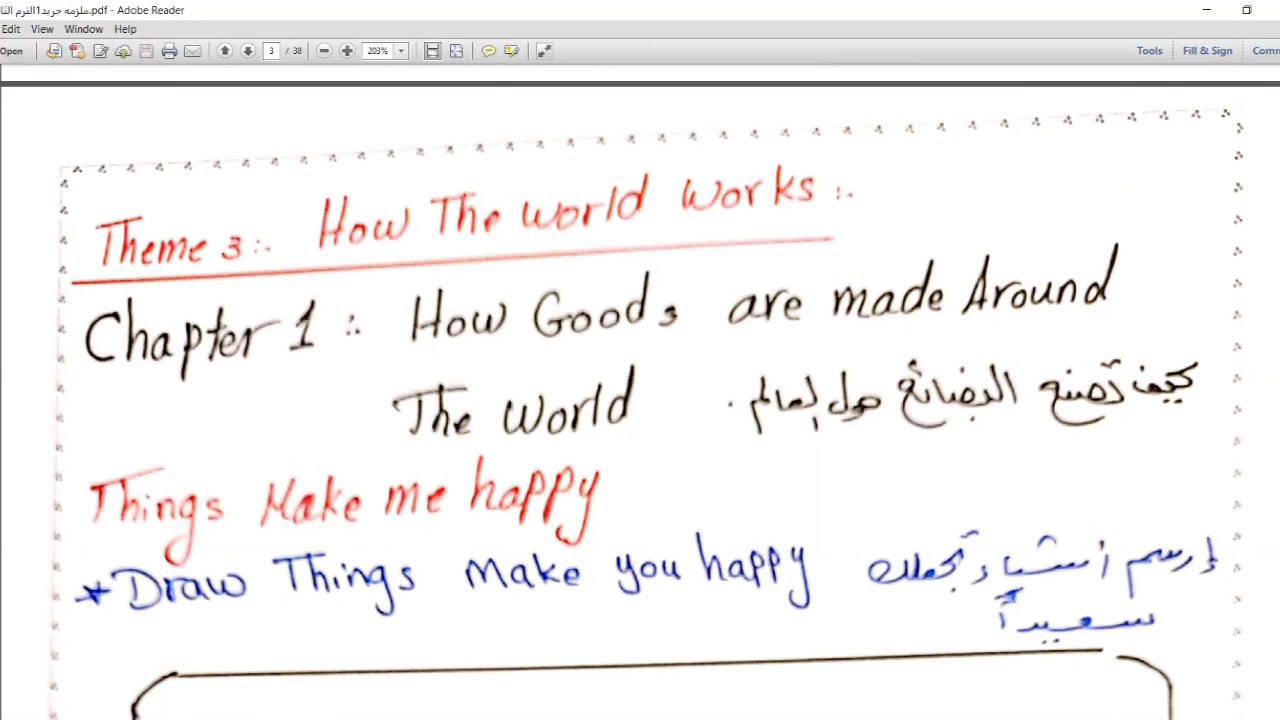 ملزمه جريد1الترم الثا.pdf - Adobe Reader
Edit View Window Help
Open 3 / 38 203% Tools Fill & Sign Comm
Theme 3:. How The world works :.
Chapter 1 :. How Goods are made Around
The world كيف تصنع البضائع حول العالم .
Things Make me happy
*Draw Things Make you happy إرسم أشياء تجعلك
سعيداً